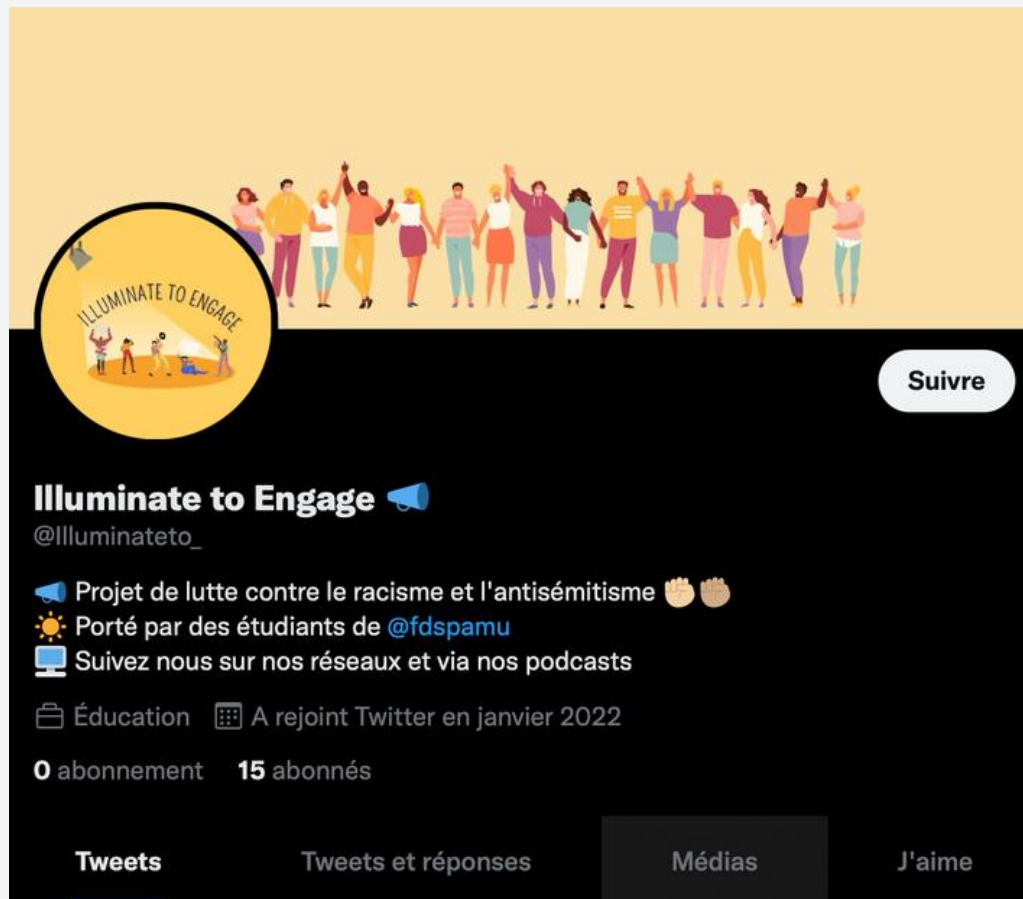 ILLUMINATE TO ENGAGE
Suivre
Illuminate to Engage
@Illuminateto_
Projet de lutte contre le racisme et l'antisémitisme
Porté par des étudiants de @fdspamu
Suivez nous sur nos réseaux et via nos podcasts
Éducation A rejoint Twitter en janvier 2022
0 abonnement 15 abonnés
Tweets Tweets et réponses Médias J'aime